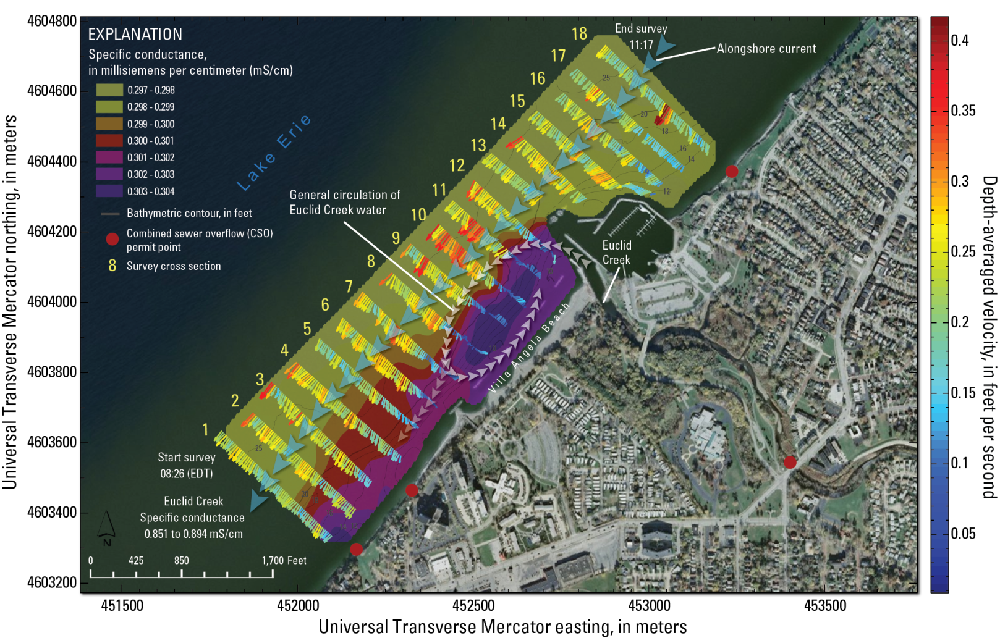 4604800
4604600
4604400
4604200
4604000
4603800
4603600
4603400
4603200
Universal Transverse Mercator northing, in meters
EXPLANATION
Specific conductance,
in millisiemens per centimeter (mS/cm)
0.297 - 0.298
0.298 - 0.299
0.299 - 0.300
0.300 - 0.301
0.301 - 0.302
0.302 - 0.303
0.303 - 0.304
Bathymetric contour, in feet
Combined sewer overflow (CSO)
permit point
8 Survey cross section
Lake Erie
General circulation of
Euclid Creek water
End survey
11:17
Alongshore current
18
17
16
15
14
13
12
11
10
9
8
7
6
5
4
3
2
1
25
20
18
16
14
12
Euclid
Creek
Villa Angela Beach
25
20
Start survey
08:26 (EDT)
Euclid Creek
Specific conductance
0.851 to 0.894 mS/cm
N
0 425 850 1,700 Feet
451500 452000 452500 453000 453500
Universal Transverse Mercator easting, in meters
0.4
0.35
0.3
0.25
0.2
0.15
0.1
0.05
Depth-averaged velocity, in feet per second